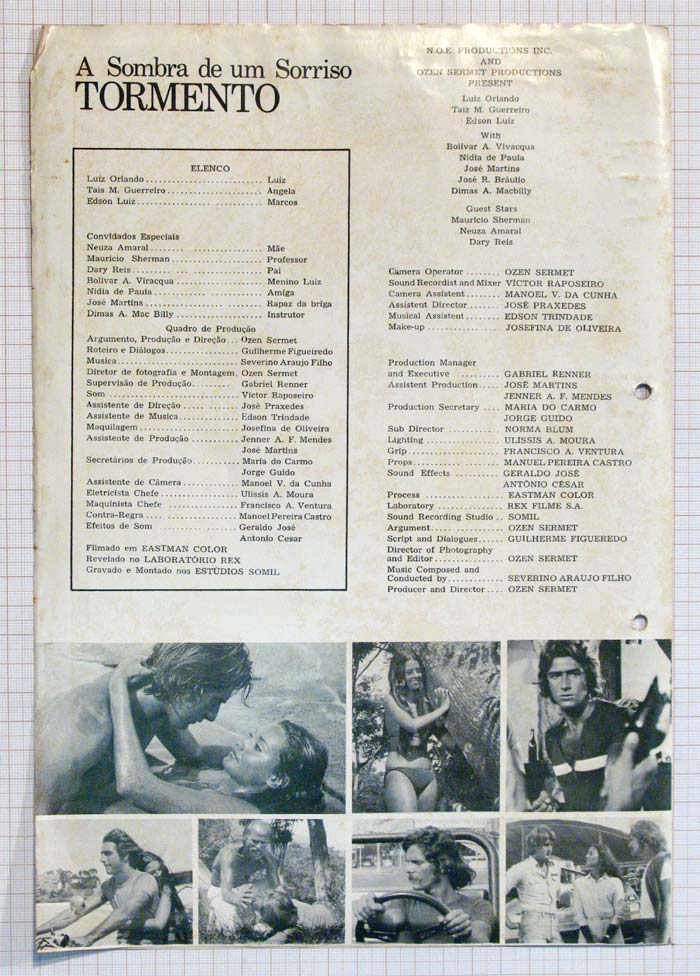 A Sombra de um Sorriso
TORMENTO
ELENCO
Luiz Orlando.......................... Luiz
Tais M. Guerreiro..................... Angela
Edson Luiz................. .......... Marcos
Convidados Especiais
Neuza Amaral....... .................. Mãe
Mauricio Sherman..................... Professor
Dary Reis......... ... ............... Pai
Bolivar A. Viracqua .................. Menino Luiz
Nidia de Paula........ ............... Amiga
José Martins ......................... Rapaz da briga
Dimas A. Mac Billy................... Instrutor
Quadro de Produção
Argumento, Produção e Direção... Ozen Sermet
Roteiro e Diálogos................ Guilherme Figueiredo
Musica............................ Severino Araujo Filho
Diretor de fotografia e Montagem. Ozen Sermet
Supervisão de Produção......... Gabriel Renner
Som .............................. Victor Raposeiro
Assistente de Direção ..... ....... José Praxedes
Assistente de Musica............. Edson Trindade
Maquilagem....................... Josefina de Oliveira
Assistente de Produção........... Jenner A. F. Mendes
José Martins
Secretários de Produção........... Maria do Carmo
Jorge Guido
Assistente de Câmera............. Manoel V. da Cunha
Eletricista Chefe ................. Ulissis A. Moura
Maquinista Chefe ................ Francisco A. Ventura
Contra-Regra .... ............... Manoel Pereira Castro
Efeitos de Som .................. Geraldo José
Antonio Cesar
Filmado em EASTMAN COLOR
Revelado no LABORATÓRIO REX
Gravado e Montado nos ESTÚDIOS SOMIL
N.O.E. PRODUCTIONS INC.
AND
OZEN SERMET PRODUCTIONS
PRESENT
Luiz Orlando
Taiz M. Guerreiro
Edson Luiz
With
Bolivar A. Vivacqua
Nidia de Paula
José Martins
José R. Bráulio
Dimas A. Macbilly
Guest Stars
Mauricio Sherman
Neuza Amaral
Dary Reis
Camera Operator ........ OZEN SERMET
Sound Recordist and Mixer VÍCTOR RAPOSEIRO
Camera Assistent........ MANOEL V. DA CUNHA
Assistent Director ...... JOSÉ PRAXEDES
Musical Assistent........ EDSON TRINDADE
Make-up ................ JOSEFINA DE OLIVEIRA
Production Manager
and Executive .......... GABRIEL RENNER
Assistent Production..... JOSÉ MARTINS
JENNER A. F. MENDES
Production Secretary .... MARIA DO CARMO
JORGE GUIDO
Sub Director ............ NORMA BLUM
Lighting ................ ULISSIS A. MOURA
Grip..................... FRANCISCO A. VENTURA
Props.................... MANUEL PEREIRA CASTRO
Sound Effects .......... GERALDO JOSÉ
ANTÔNIO CÉSAR
Process ................. EASTMAN COLOR
Laboratory .............. REX FILME S.A.
Sound Recording Studio .. SOMIL
Argument................ OZEN SERMET
Script and Dialogues..... GUILHERME FIGUEREDO
Director of Photography
and Editor............... OZEN SERMET
Music Composed and
Conducted by............. SEVERINO ARAUJO FILHO
Producer and Director .... OZEN SERMET